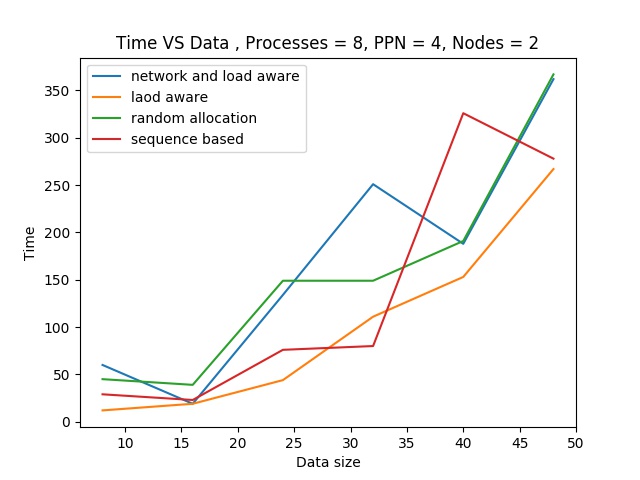 Time VS Data , Processes = 8, PPN = 4, Nodes = 2
network and load aware
laod aware
random allocation
sequence based
350
300
250
200
150
100
50
0
Time
10 15 20 25 30 35 40 45 50
Data size